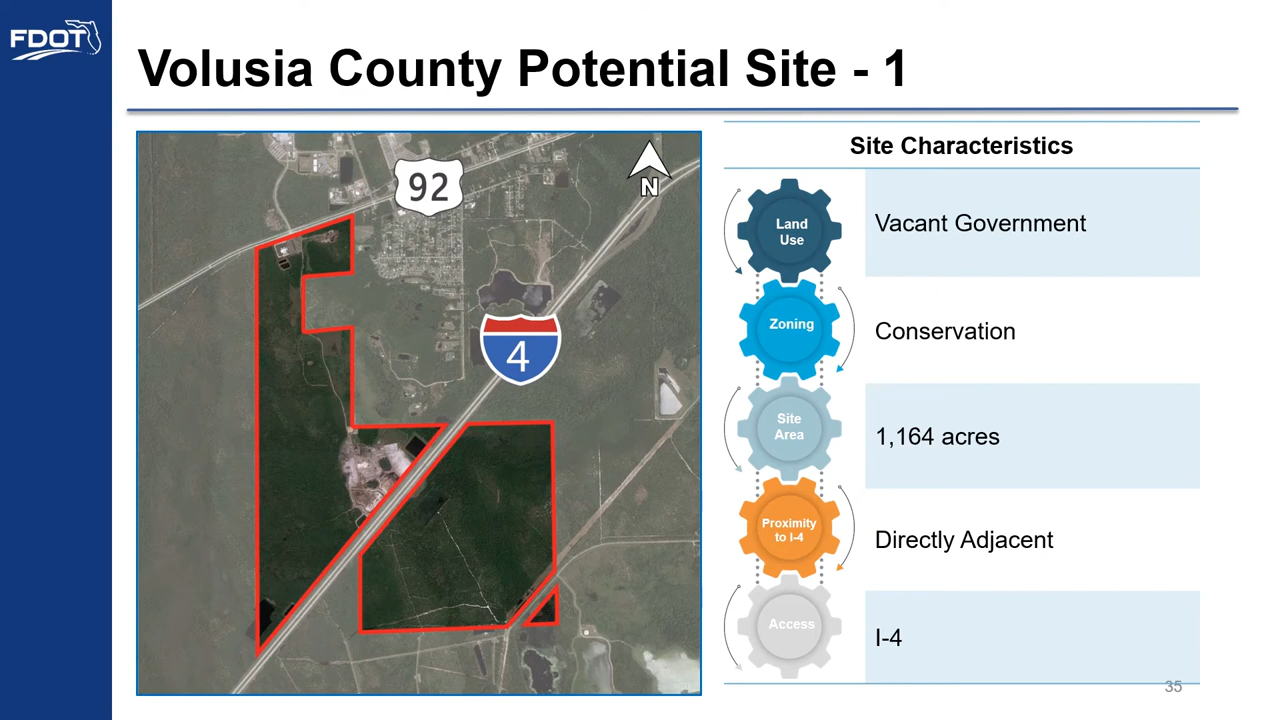 FDOT
Volusia County Potential Site - 1
92
N
4
Site Characteristics
Land
Use
Vacant Government
Zoning
Conservation
Site
Area
1,164 acres
Proximity
to I-4
Directly Adjacent
Access
I-4
35